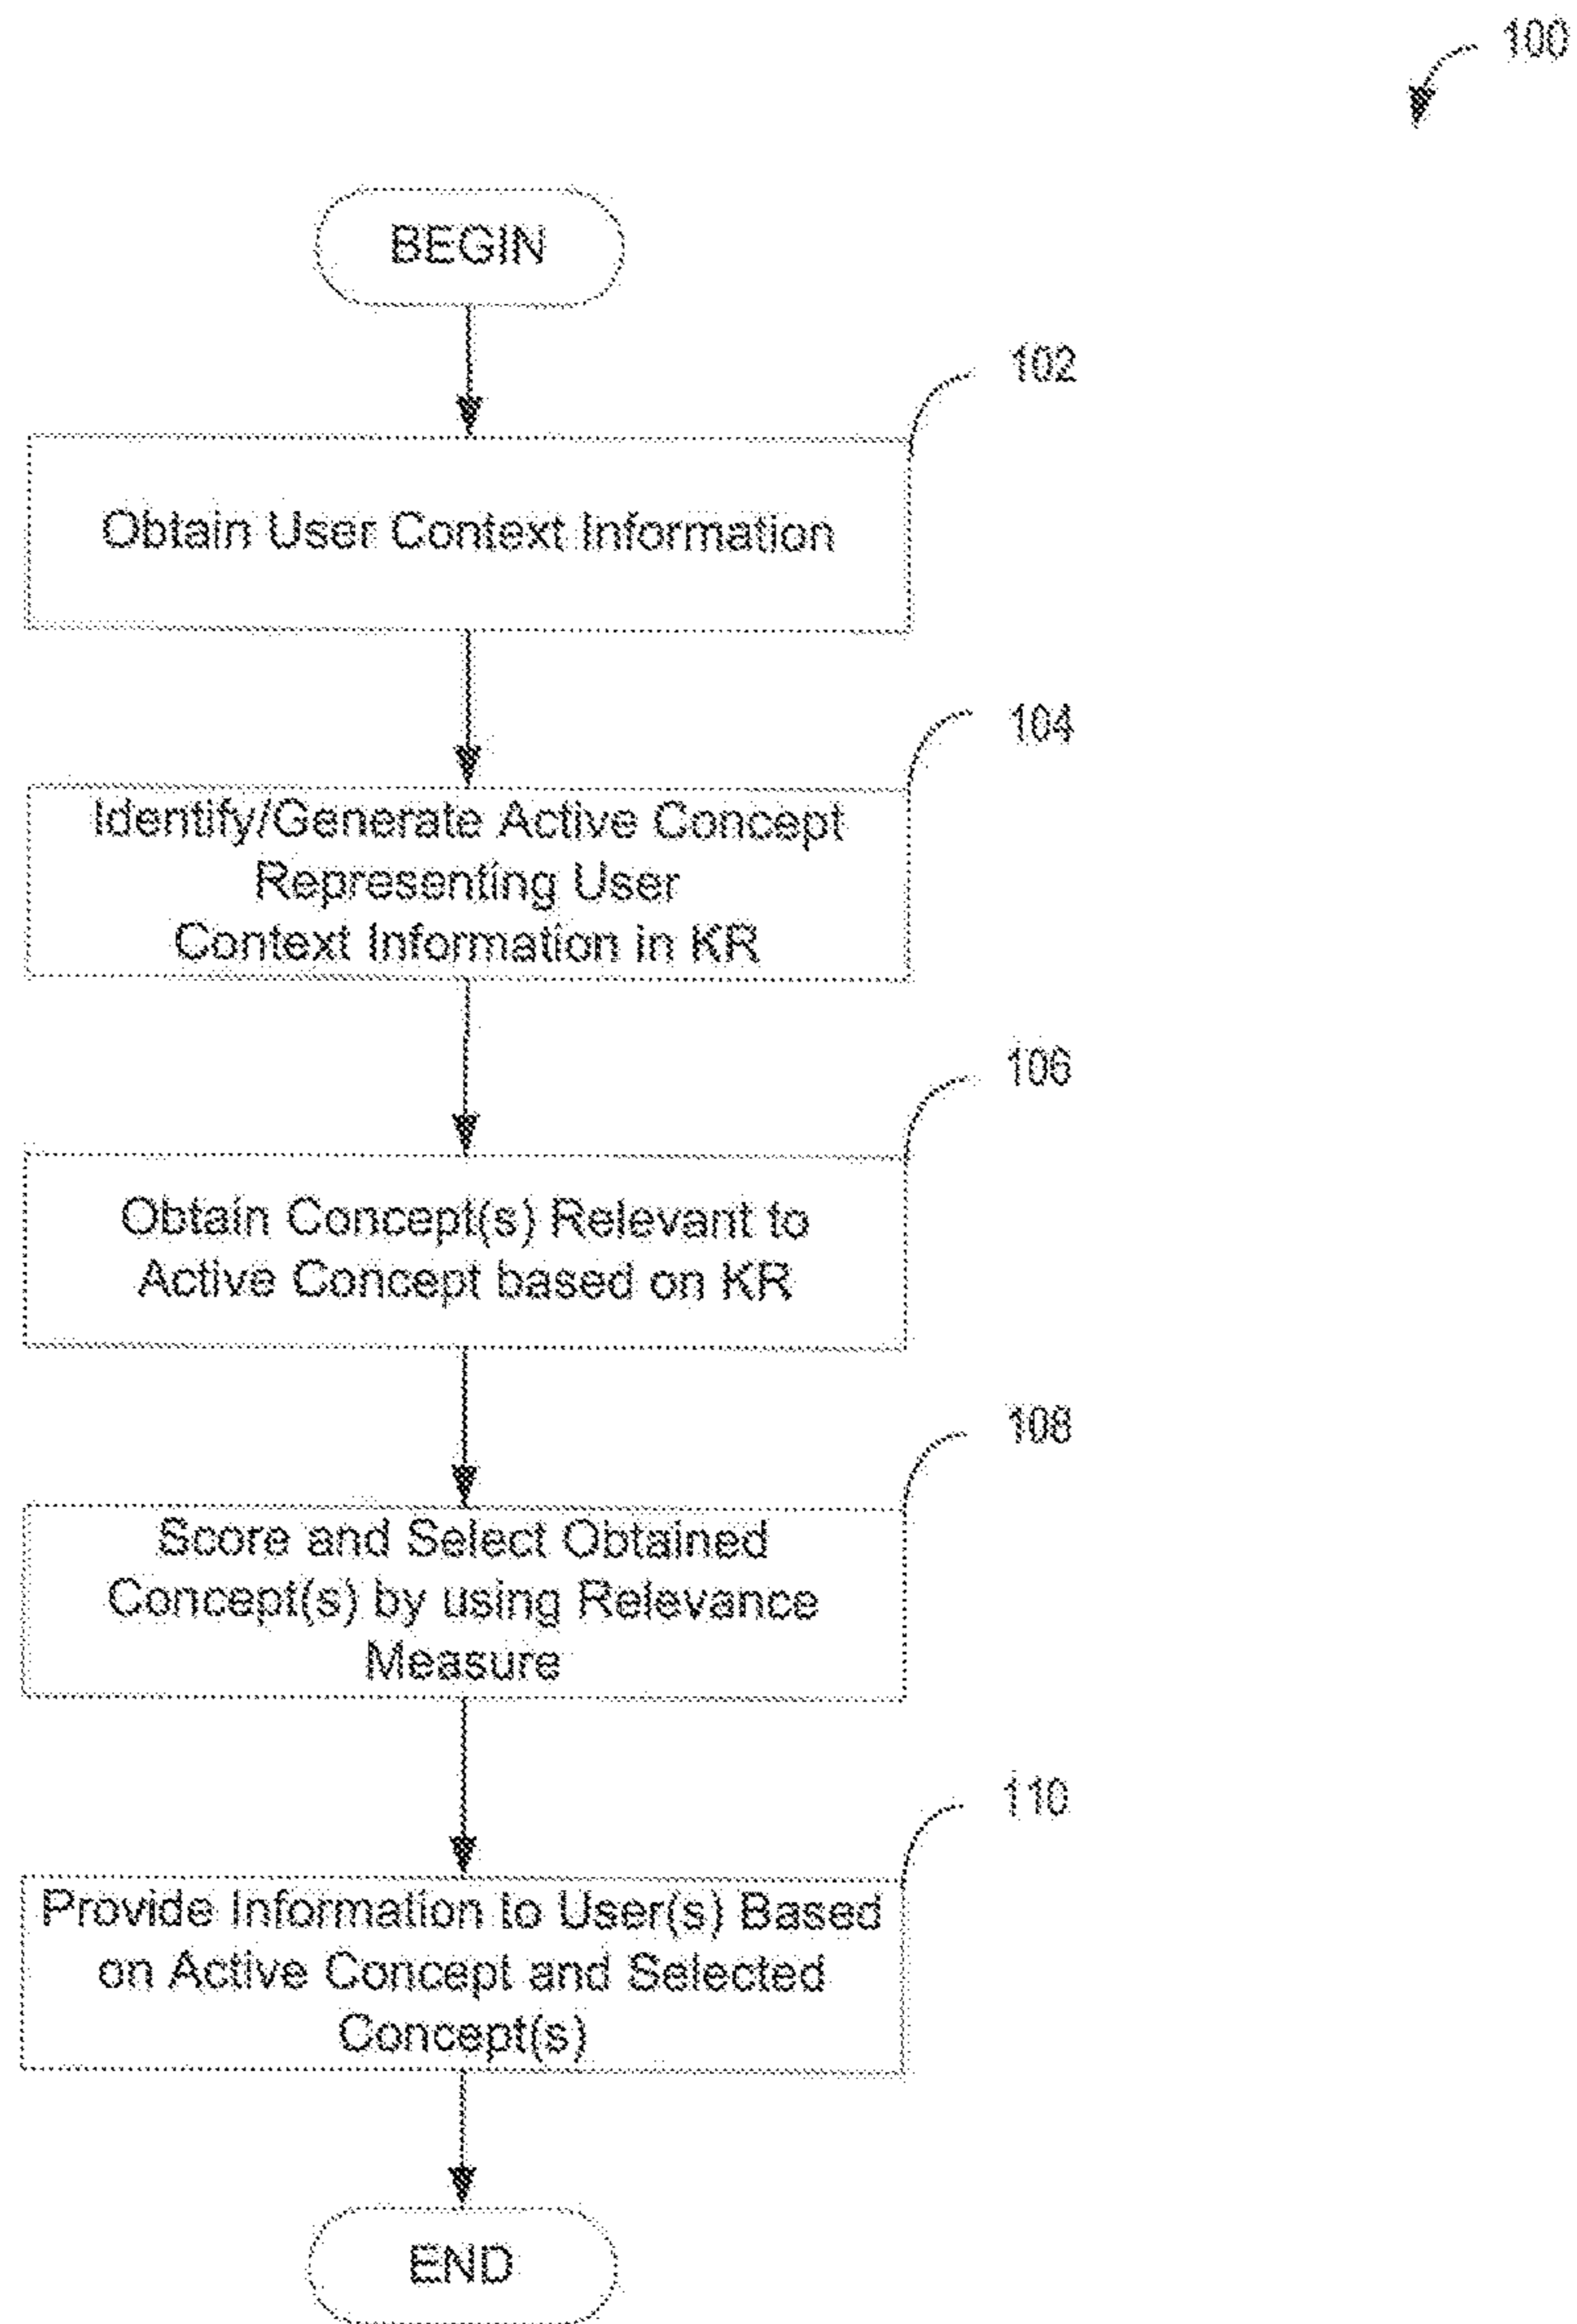 100
BEGIN
102
Obtain User Context Information
104
Identify/Generate Active Concept
Representing User
Context Information in KR
106
Obtain Concept(s) Relevant to
Active Concept based on KR
108
Score and Select Obtained
Concept(s) by using Relevance
Measure
110
Provide Information to User(s) Based
on Active Concept and Selected
Concept(s)
END